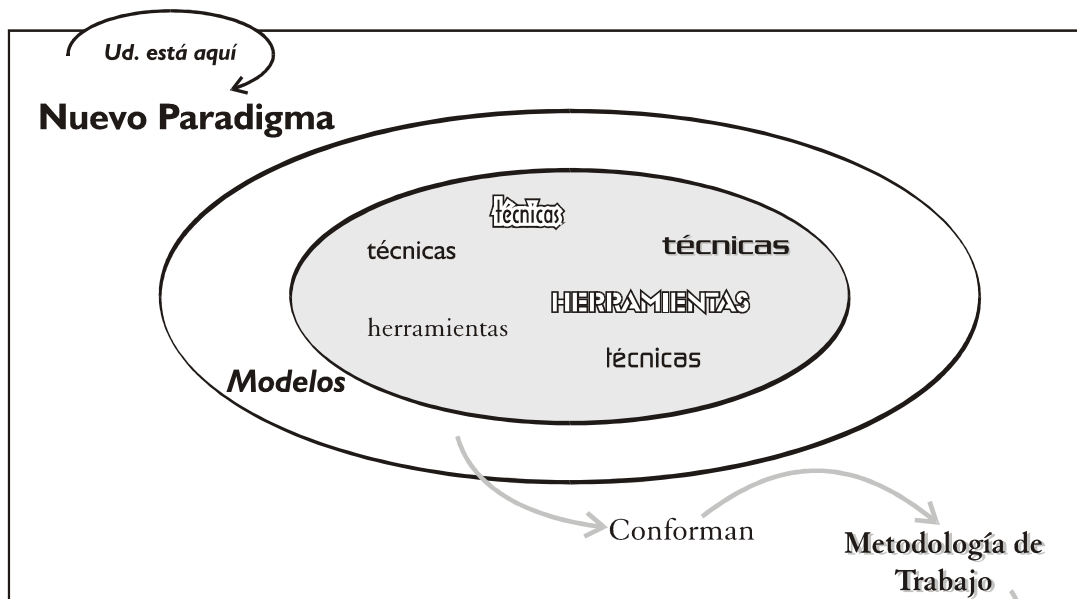 Ud. está aquí
Nuevo Paradigma
técnicas
técnicas
técnicas
HERRAMIENTAS
herramientas
técnicas
Modelos
Conforman
Metodología de
Trabajo